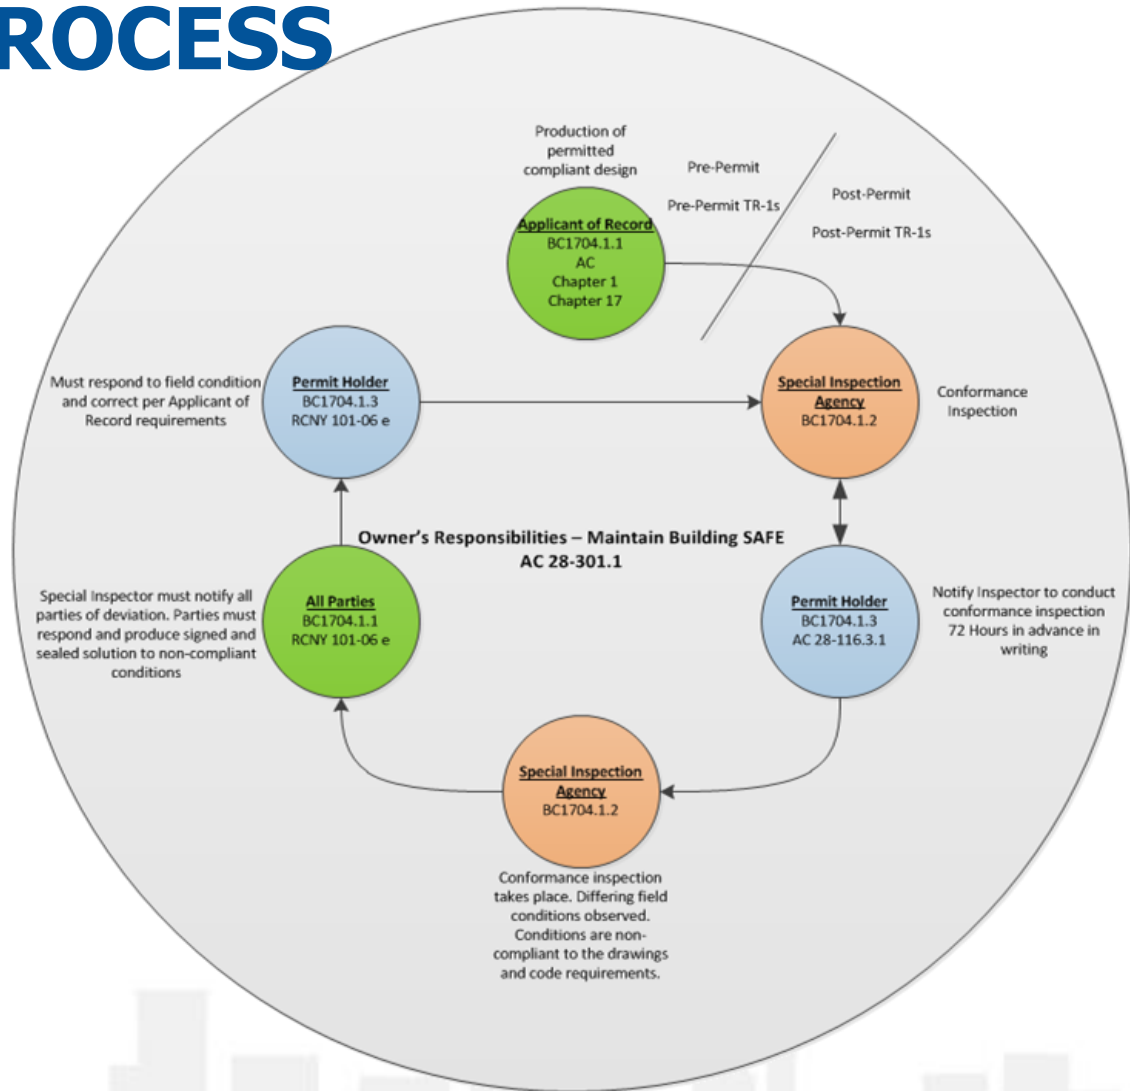 ROCESS
Production of
permitted
compliant design
Pre-Permit
Pre-Permit TR-1s
Post-Permit
Post-Permit TR-1s
Applicant of Record
BC1704.1.1
AC
Chapter 1
Chapter 17
Must respond to field condition
and correct per Applicant of
Record requirements
Permit Holder
BC1704.1.3
RCNY 101-06 e
Special Inspection
Agency
BC1704.1.2
Conformance
Inspection
Owner's Responsibilities – Maintain Building SAFE
AC 28-301.1
Special Inspector must notify all
parties of deviation. Parties must
respond and produce signed and
sealed solution to non-compliant
conditions
All Parties
BC1704.1.1
RCNY 101-06 e
Permit Holder
BC1704.1.3
AC 28-116.3.1
Notify Inspector to conduct
conformance inspection
72 Hours in advance in
writing
Special Inspection
Agency
BC1704.1.2
Conformance inspection
takes place. Differing field
conditions observed.
Conditions are non-
compliant to the drawings
and code requirements.